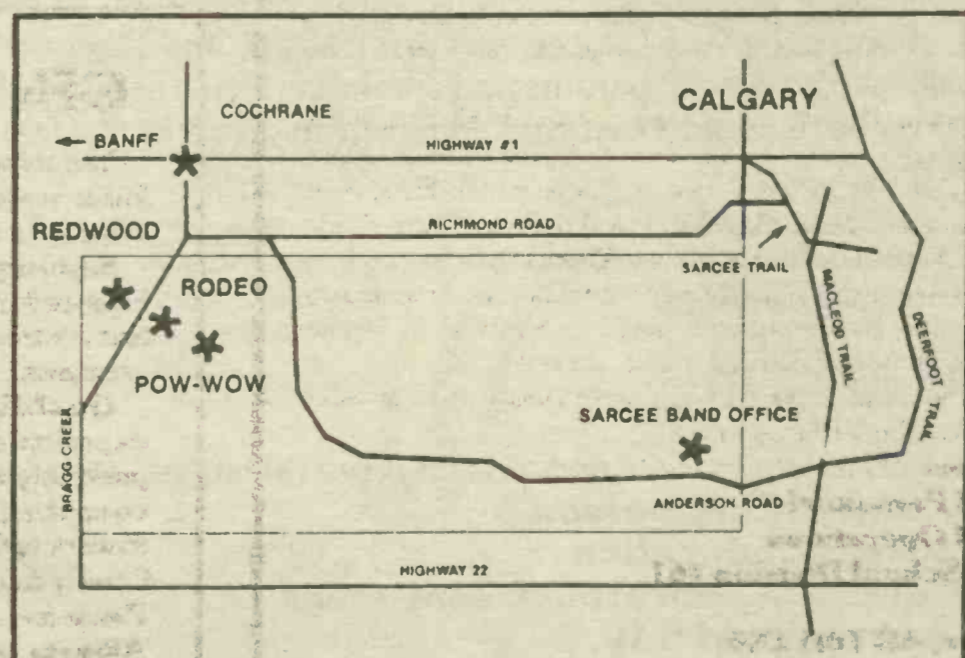 COCHRANE
CALGARY
← BANFF
HIGHWAY #1
REDWOOD
RICHMOND ROAD
SARCEE TRAIL
RODEO
MACLEOD TRAIL
DEERFOOT TRAIL
POW-WOW
SARCEE BAND OFFICE
BRAGG CREEK
ANDERSON ROAD
HIGHWAY 22